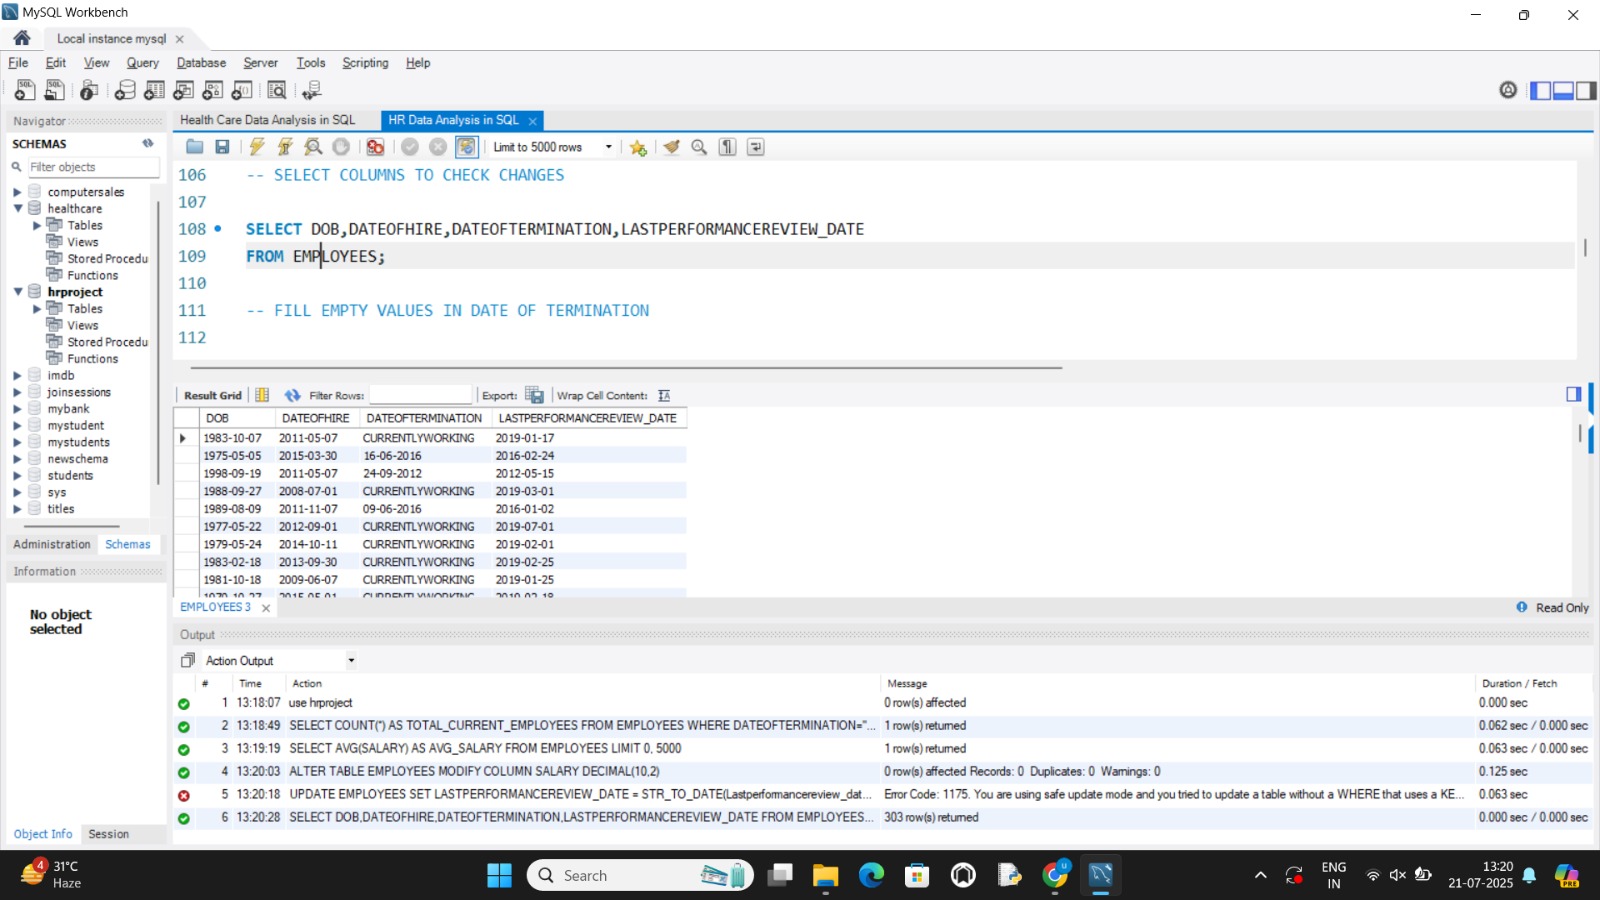 MySQL Workbench
Local instance mysql
File Edit View Query Database Server Tools Scripting Help
Navigator
SCHEMAS
Filter objects
computersales
healthcare
Tables
Views
Stored Procedu
Functions
hrproject
Tables
Views
Stored Procedu
Functions
imdb
joinsessions
mybank
mystudent
mystudents
newschema
students
sys
titles
Administration Schemas
Information
No object
selected
Object Info Session
Health Care Data Analysis in SQL HR Data Analysis in SQL
Limit to 5000 rows
106 -- SELECT COLUMNS TO CHECK CHANGES
107
108 SELECT DOB,DATEOFHIRE,DATEOFTERMINATION,LASTPERFORMANCEREVIEW_DATE
109 FROM EMPLOYEES;
110
111 -- FILL EMPTY VALUES IN DATE OF TERMINATION
112
Result Grid Filter Rows: Export: Wrap Cell Content:
DOB DATEOFHIRE DATEOFTERMINATION LASTPERFORMANCEREVIEW_DATE
1983-10-07 2011-05-07 CURRENTLYWORKING 2019-01-17
1975-05-05 2015-03-30 16-06-2016 2016-02-24
1998-09-19 2011-05-07 24-09-2012 2012-05-15
1988-09-27 2008-07-01 CURRENTLYWORKING 2019-03-01
1989-08-09 2011-11-07 09-06-2016 2016-01-02
1977-05-22 2012-09-01 CURRENTLYWORKING 2019-07-01
1979-05-24 2014-10-11 CURRENTLYWORKING 2019-02-01
1983-02-18 2013-09-30 CURRENTLYWORKING 2019-02-25
1981-10-18 2009-06-07 CURRENTLYWORKING 2019-01-25
1970-10-27 2015-05-01 CURRENTLYWORKING 2019-02-18
EMPLOYEES 3 Read Only
Output
Action Output
# Time Action Message Duration / Fetch
1 13:18:07 use hrproject 0 row(s) affected 0.000 sec
2 13:18:49 SELECT COUNT(*) AS TOTAL_CURRENT_EMPLOYEES FROM EMPLOYEES WHERE DATEOFTERMINATION="... 1 row(s) returned 0.062 sec / 0.000 sec
3 13:19:19 SELECT AVG(SALARY) AS AVG_SALARY FROM EMPLOYEES LIMIT 0, 5000 1 row(s) returned 0.063 sec / 0.000 sec
4 13:20:03 ALTER TABLE EMPLOYEES MODIFY COLUMN SALARY DECIMAL(10,2) 0 row(s) affected Records: 0 Duplicates: 0 Warnings: 0 0.125 sec
5 13:20:18 UPDATE EMPLOYEES SET LASTPERFORMANCEREVIEW_DATE = STR_TO_DATE(Lastperformancereview_dat... Error Code: 1175. You are using safe update mode and you tried to update a table without a WHERE that uses a KE... 0.063 sec
6 13:20:28 SELECT DOB,DATEOFHIRE,DATEOFTERMINATION,LASTPERFORMANCEREVIEW_DATE FROM EMPLOYEES... 303 row(s) returned 0.000 sec / 0.000 sec
4
31°C
Haze
Search
ENG
IN
13:20
21-07-2025
PRE